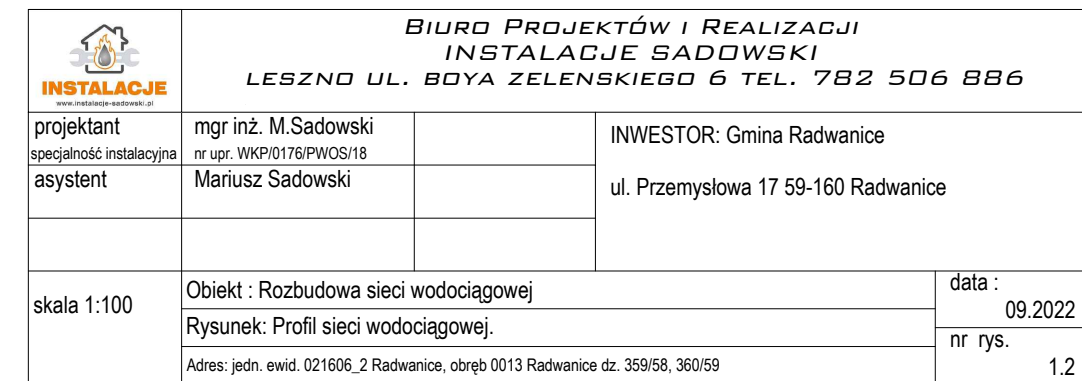 INSTALACJE
www.instalacje-sadowski.pl
Biuro Projektów i Realizacji
INSTALACJE SADOWSKI
LESZNO UL. BOYA ZELENSKIEGO 6 TEL. 782 506 886
projektant
specjalność instalacyjna
mgr inż. M.Sadowski
nr upr. WKP/0176/PWOS/18
asystent
Mariusz Sadowski
INWESTOR: Gmina Radwanice
ul. Przemysłowa 17 59-160 Radwanice
skala 1:100
Obiekt : Rozbudowa sieci wodociągowej
Rysunek: Profil sieci wodociągowej.
Adres: jedn. ewid. 021606_2 Radwanice, obręb 0013 Radwanice dz. 359/58, 360/59
data :
09.2022
nr rys.
1.2